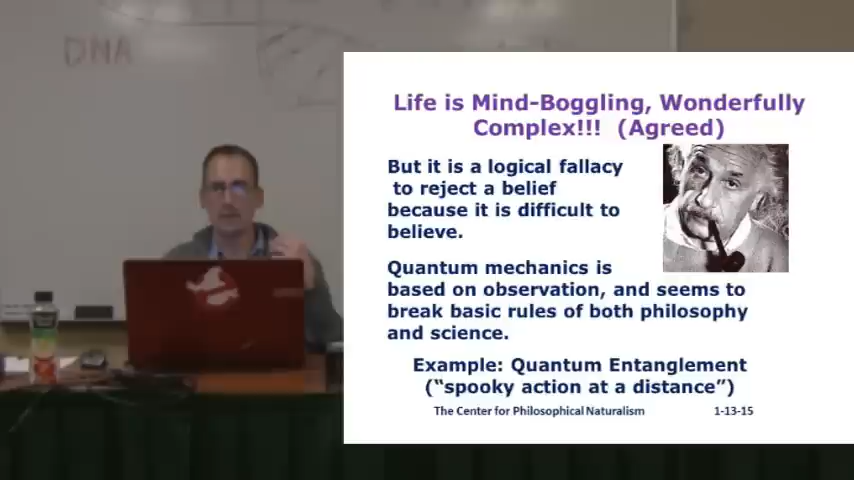 DNA
Life is Mind-Boggling, Wonderfully
Complex!!! (Agreed)
But it is a logical fallacy
to reject a belief
because it is difficult to
believe.
Quantum mechanics is
based on observation, and seems to
break basic rules of both philosophy
and science.
Example: Quantum Entanglement
(“spooky action at a distance”)
The Center for Philosophical Naturalism 1-13-15